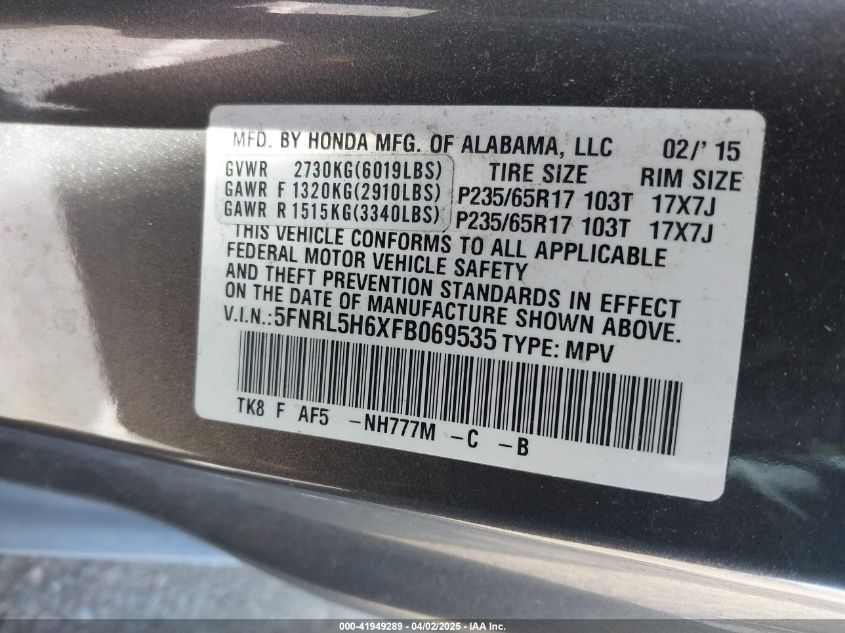 MFD. BY HONDA MFG. OF ALABAMA, LLC 02/' 15
GVWR 2730KG(6019LBS) TIRE SIZE RIM SIZE
GAWR F 1320KG(2910LBS) P235/65R17 103T 17X7J
GAWR R 1515KG(3340LBS) P235/65R17 103T 17X7J
THIS VEHICLE CONFORMS TO ALL APPLICABLE
FEDERAL MOTOR VEHICLE SAFETY
AND THEFT PREVENTION STANDARDS IN EFFECT
ON THE DATE OF MANUFACTURE SHOWN ABOVE.
V.I.N.:5FNRL5H6XFB069535 TYPE: MPV
TK8 F AF5 -NH777M -C -B
000-41949289 - 04/02/2025 - IAA Inc.